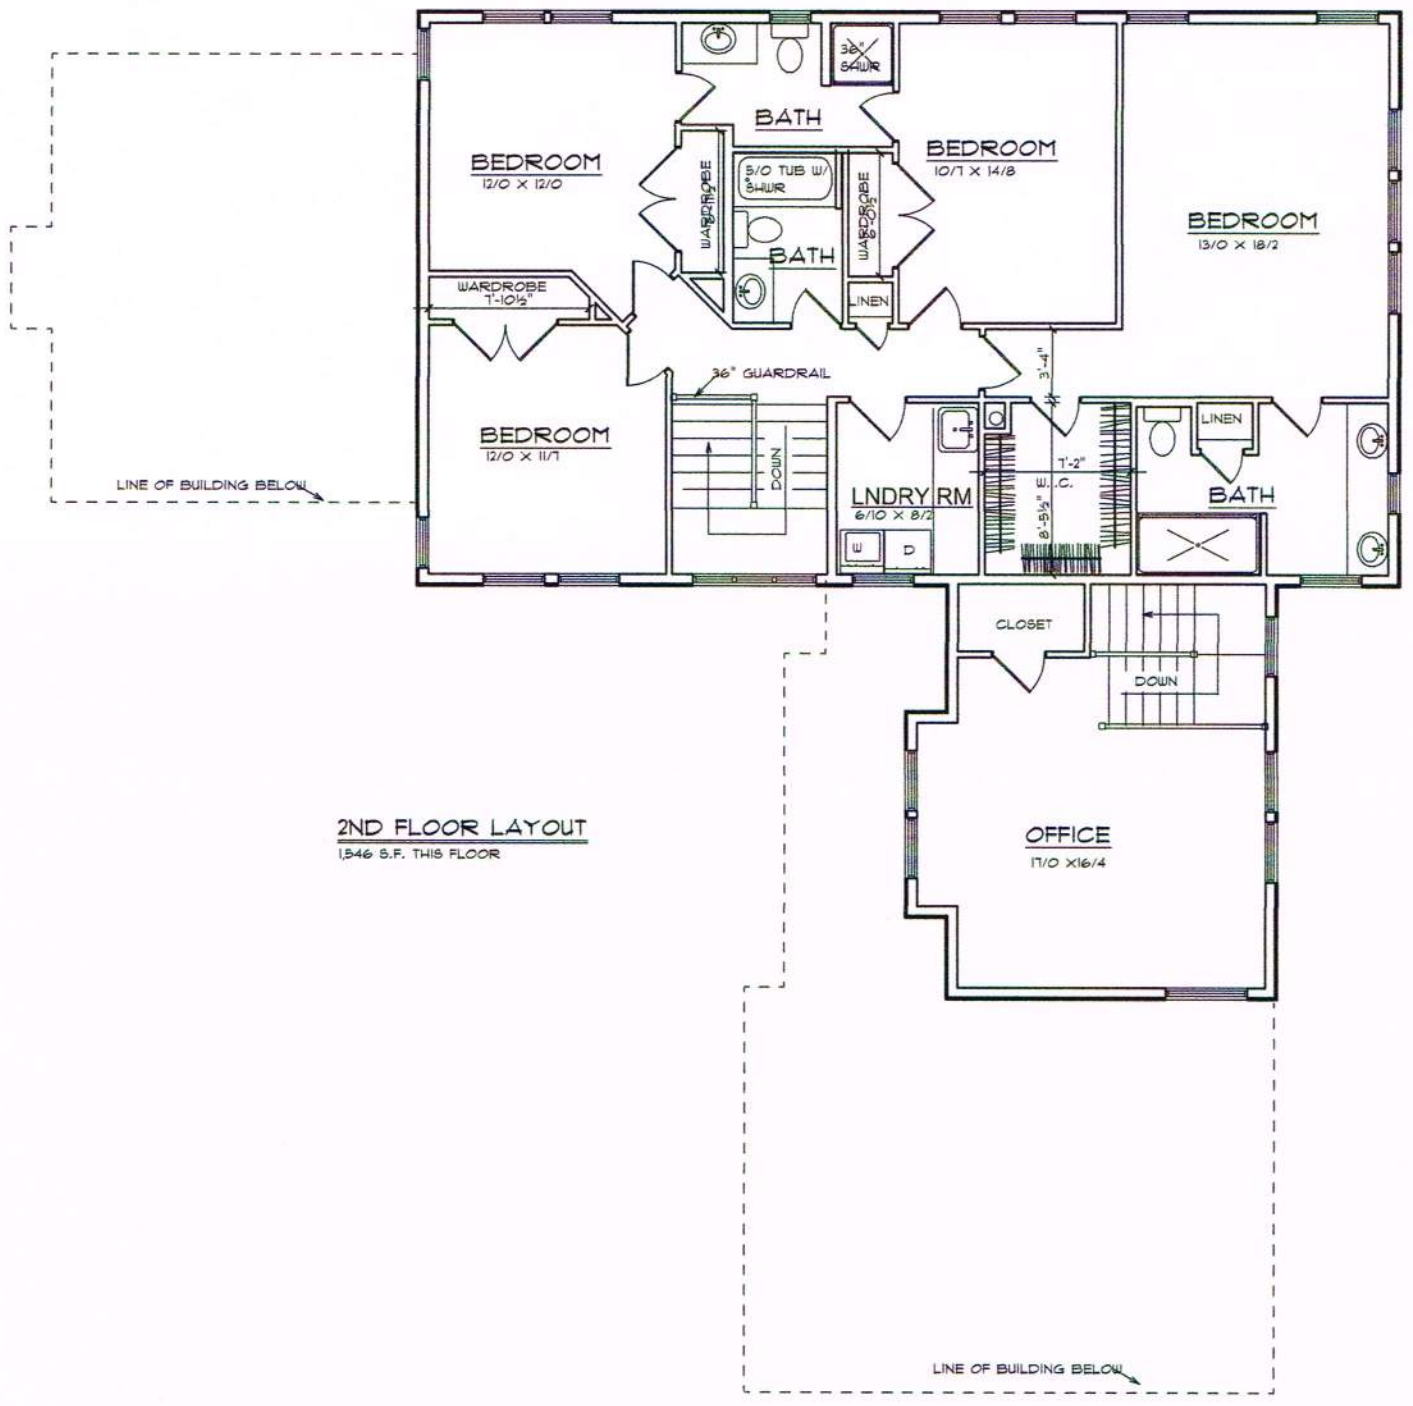 36"
SHWR
BATH
BEDROOM
12/0 X 12/0
BEDROOM
10/7 X 14/8
WARDROBE
5/0 TUB W/
SHWR
WARDROBE
6'-0½"
BEDROOM
13/0 X 18/2
BATH
WARDROBE
7'-10½"
LINEN
36" GUARDRAIL
3'-4"
BEDROOM
12/0 X 11/7
DOWN
LINEN
7'-2"
W.I.C.
8'-5½"
LNDRY RM
6/10 X 8/2
BATH
LINE OF BUILDING BELOW
D
CLOSET
DOWN
2ND FLOOR LAYOUT
1,546 S.F. THIS FLOOR
OFFICE
17/0 X16/4
LINE OF BUILDING BELOW